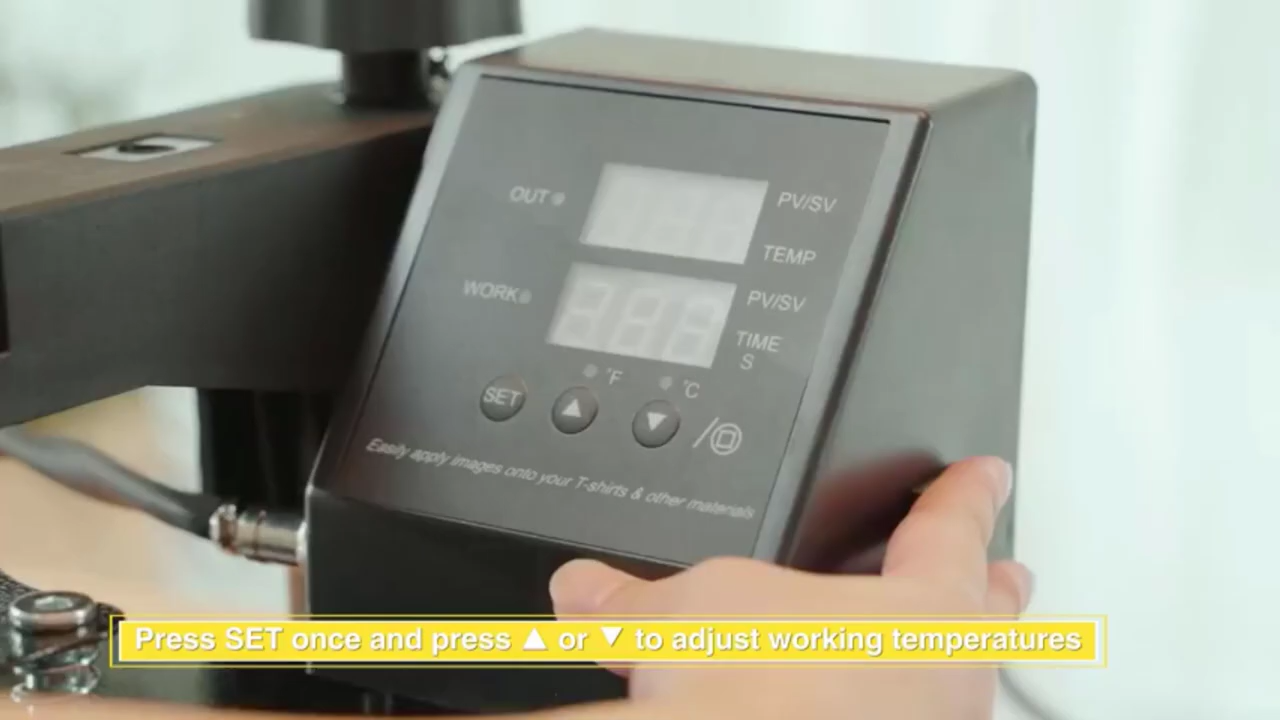 OUT
PV/SV
TEMP
WORK
PV/SV
TIME
S
°F
°C
SET ▲ ▼ /
Easily apply images onto your T-shirts & other materials
Press SET once and press ▲ or ▼ to adjust working temperatures